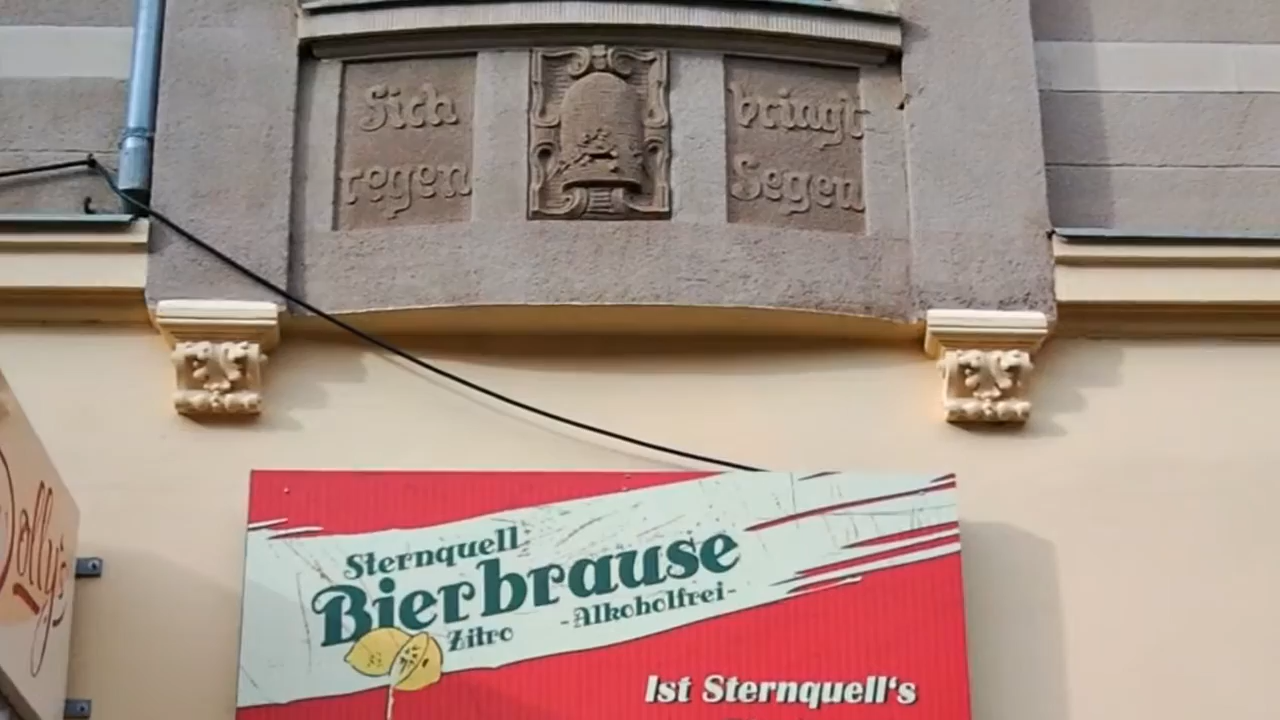 Sich
regen
bringt
Segen
Sternquell
Bierbrause
Zitro
-Alkoholfrei-
Ist Sternquell‘s
Dolly's